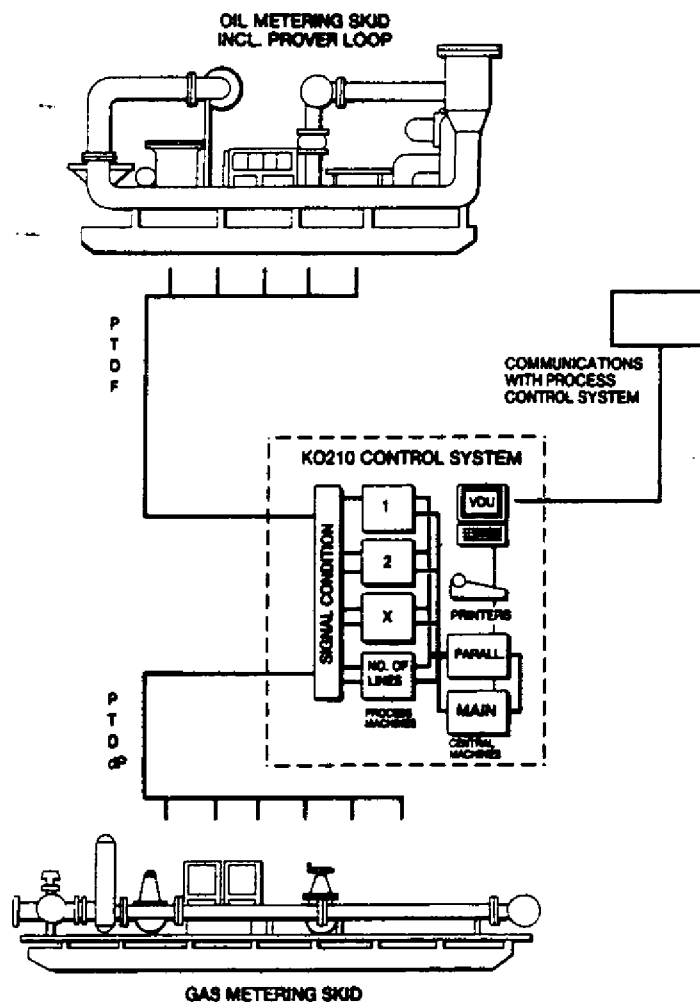 OIL METERING SKID
INCL. PROVER LOOP
P
T
D
F
COMMUNICATIONS
WITH PROCESS
CONTROL SYSTEM
KO210 CONTROL SYSTEM
SIGNAL CONDITION
1
2
X
NO. OF
LINES
PROCESS
MACHINES
VDU
PRINTERS
PARALL
MAIN
CENTRAL
MACHINES
P
T
D
dP
GAS METERING SKID